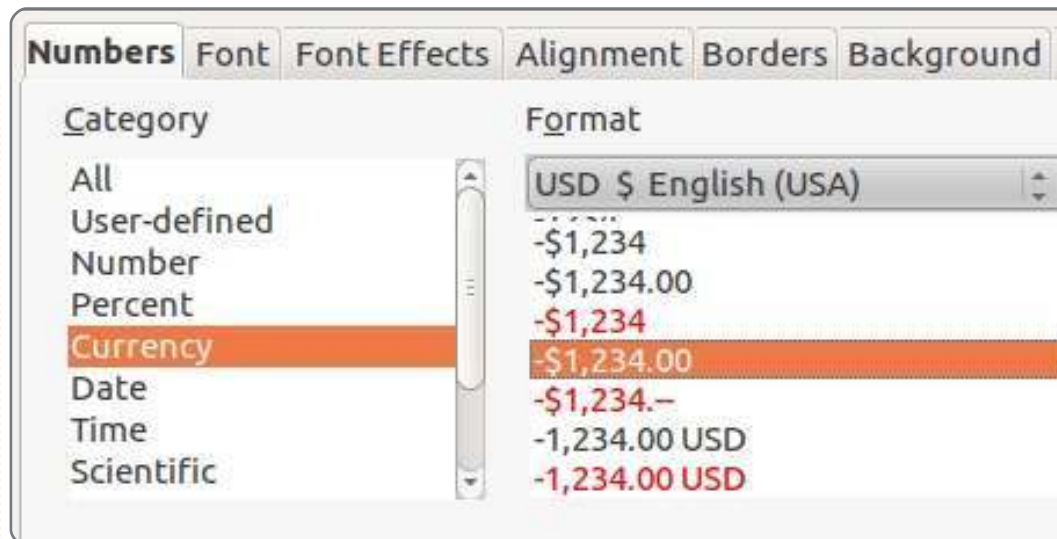 Numbers Font Font Effects Alignment Borders Background
Category
All
User-defined
Number
Percent
Currency
Date
Time
Scientific
Format
USD $ English (USA)
-$1,234
-$1,234.00
-$1,234
-$1,234.00
-$1,234.--
-1,234.00 USD
-1,234.00 USD